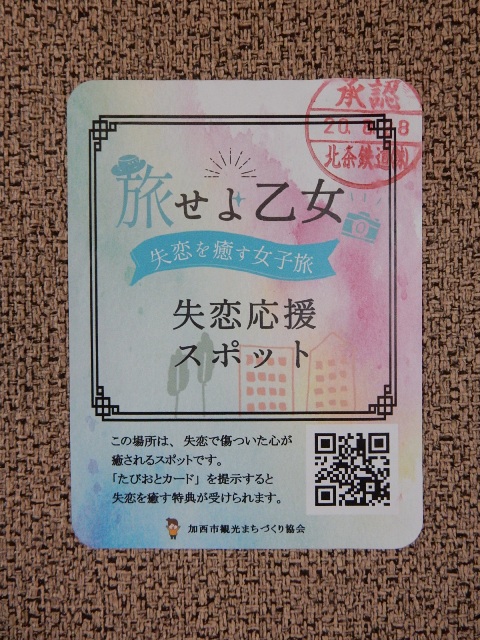 承認
北条鉄道㈱
旅せよ乙女
失恋を癒す女子旅
失恋応援
スポット
この場所は、失恋で傷ついた心が
癒されるスポットです。
「たびおとカード」を提示すると
失恋を癒す特典が受けられます。
加西市観光まちづくり協会